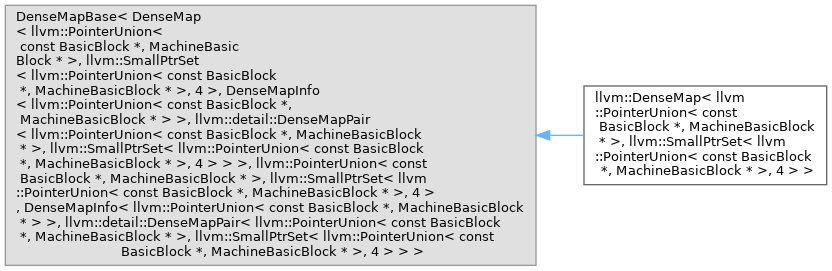 DenseMapBase< DenseMap
< llvm::PointerUnion<
 const BasicBlock *, MachineBasic
Block * >, llvm::SmallPtrSet
< llvm::PointerUnion< const BasicBlock
 *, MachineBasicBlock * >, 4 >, DenseMapInfo
< llvm::PointerUnion< const BasicBlock *,
 MachineBasicBlock * > >, llvm::detail::DenseMapPair
< llvm::PointerUnion< const BasicBlock *, MachineBasicBlock
 * >, llvm::SmallPtrSet< llvm::PointerUnion< const BasicBlock
 *, MachineBasicBlock * >, 4 > > >, llvm::PointerUnion< const
 BasicBlock *, MachineBasicBlock * >, llvm::SmallPtrSet< llvm
::PointerUnion< const BasicBlock *, MachineBasicBlock * >, 4 >
, DenseMapInfo< llvm::PointerUnion< const BasicBlock *, MachineBasicBlock
 * > >, llvm::detail::DenseMapPair< llvm::PointerUnion< const BasicBlock
 *, MachineBasicBlock * >, llvm::SmallPtrSet< llvm::PointerUnion< const
 BasicBlock *, MachineBasicBlock * >, 4 > > >
llvm::DenseMap< llvm
::PointerUnion< const
 BasicBlock *, MachineBasicBlock
 * >, llvm::SmallPtrSet< llvm
::PointerUnion< const BasicBlock
 *, MachineBasicBlock * >, 4 > >